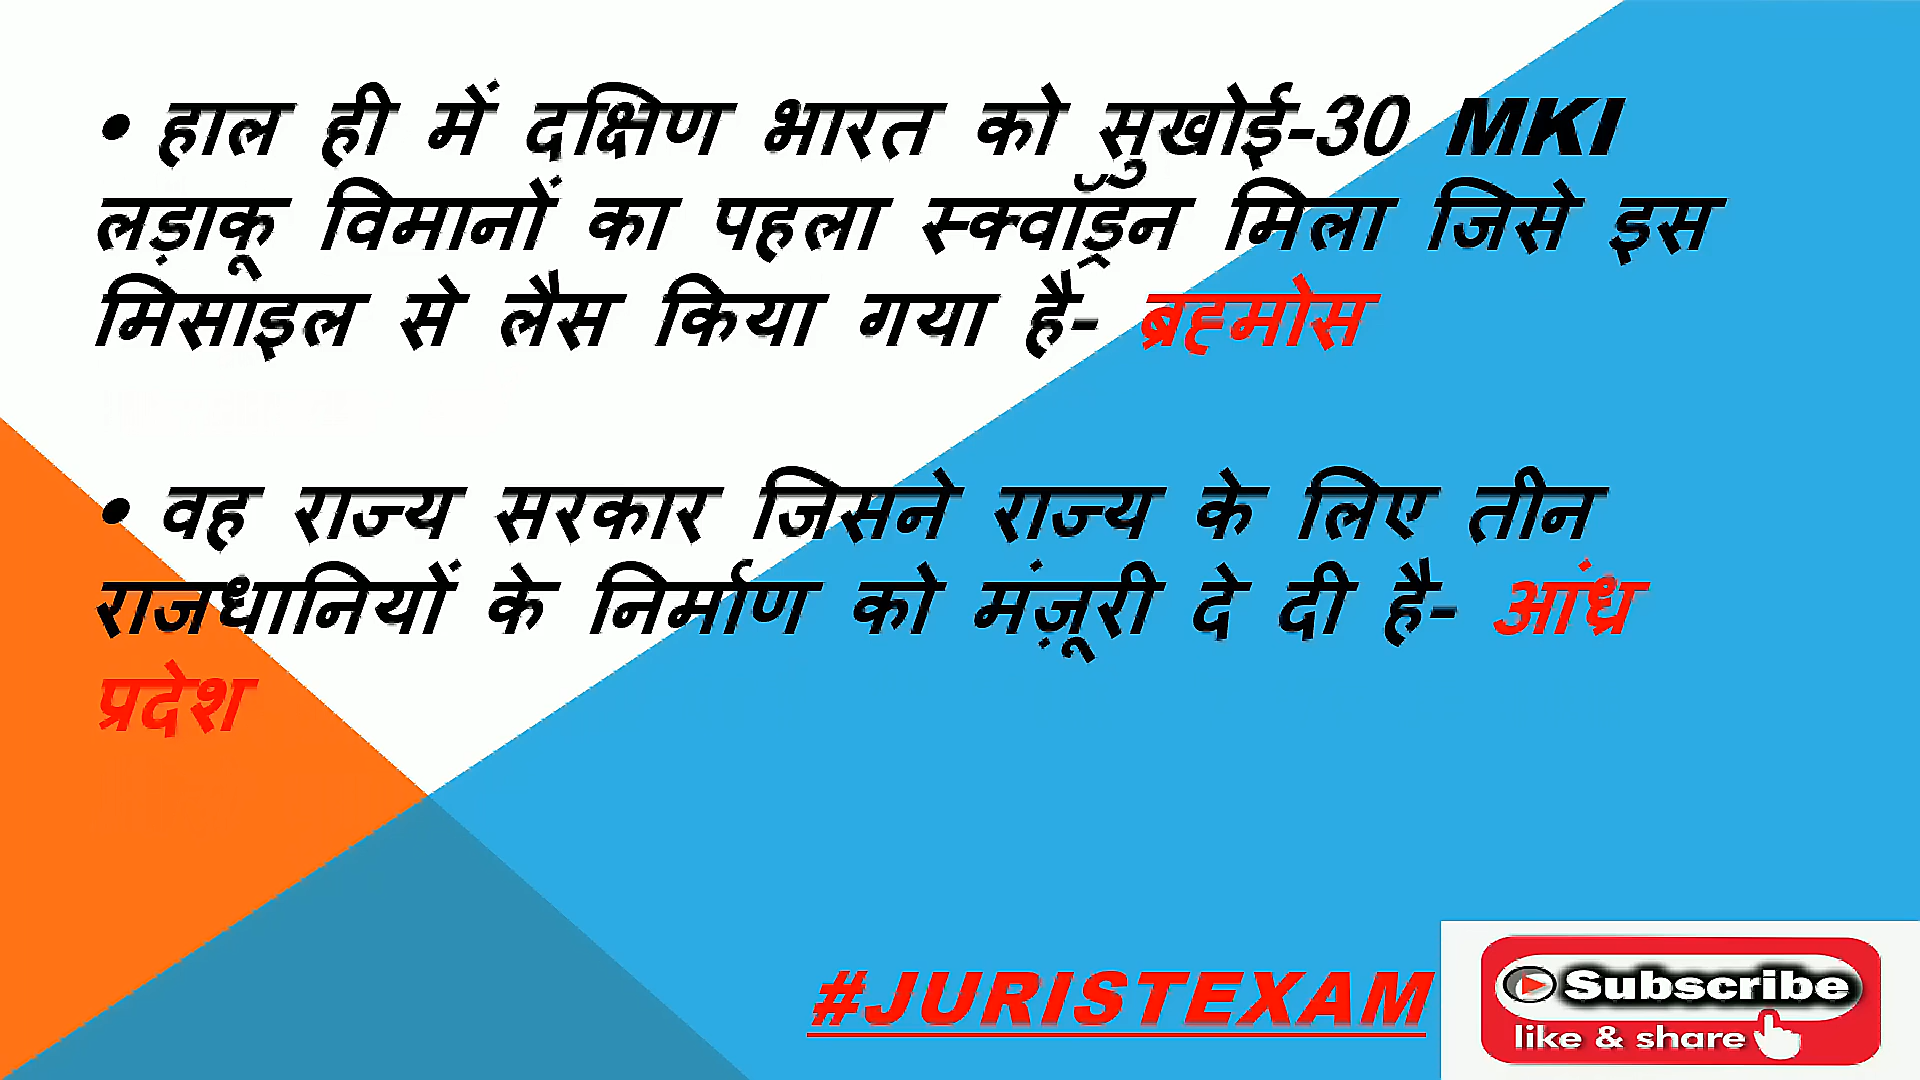 • हाल ही में दक्षिण भारत को सुखोई-30 MKI
लड़ाकू विमानों का पहला स्क्वॉड्रन मिला जिसे इस
मिसाइल से लैस किया गया है- ब्रह्मोस
• वह राज्य सरकार जिसने राज्य के लिए तीन
राजधानियों के निर्माण को मंज़ूरी दे दी है- आंध्र
प्रदेश
#JURISTEXAM
Subscribe
like & share